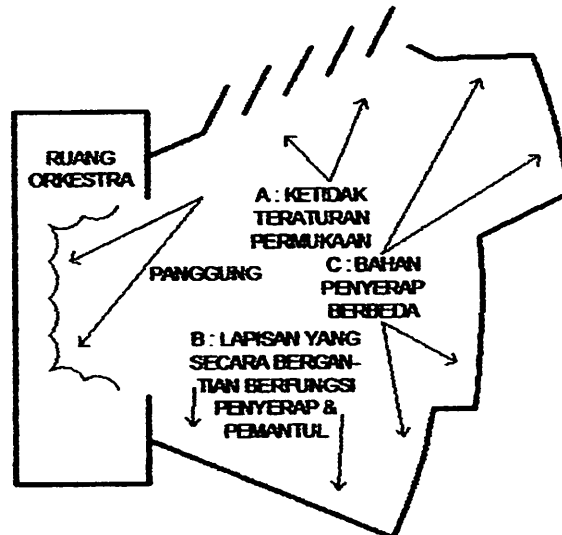 RUANG
ORKESTRA
A : KETIDAK
TERATURAN
PERMUKAAN
PANGGUNG
C : BAHAN
PENYERAP
BERBEDA
B : LAPISAN YANG
SECARA BERGAN-
TIAN BERFUNGSI
PENYERAP &
PEMANTUL